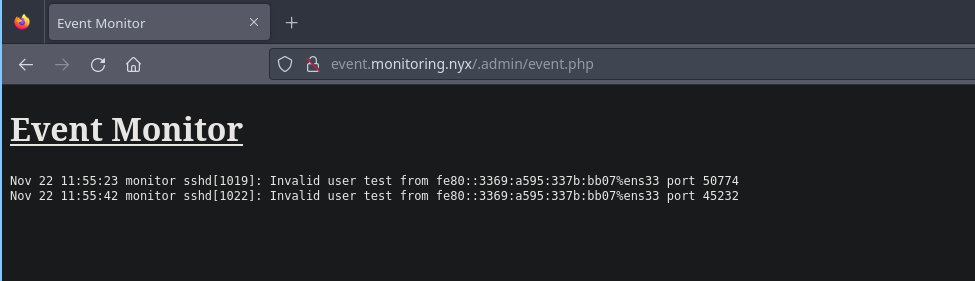 Event Monitor
event.monitoring.nyx/.admin/event.php
Event Monitor
Nov 22 11:55:23 monitor sshd[1019]: Invalid user test from fe80::3369:a595:337b:bb07%ens33 port 50774
Nov 22 11:55:42 monitor sshd[1022]: Invalid user test from fe80::3369:a595:337b:bb07%ens33 port 45232